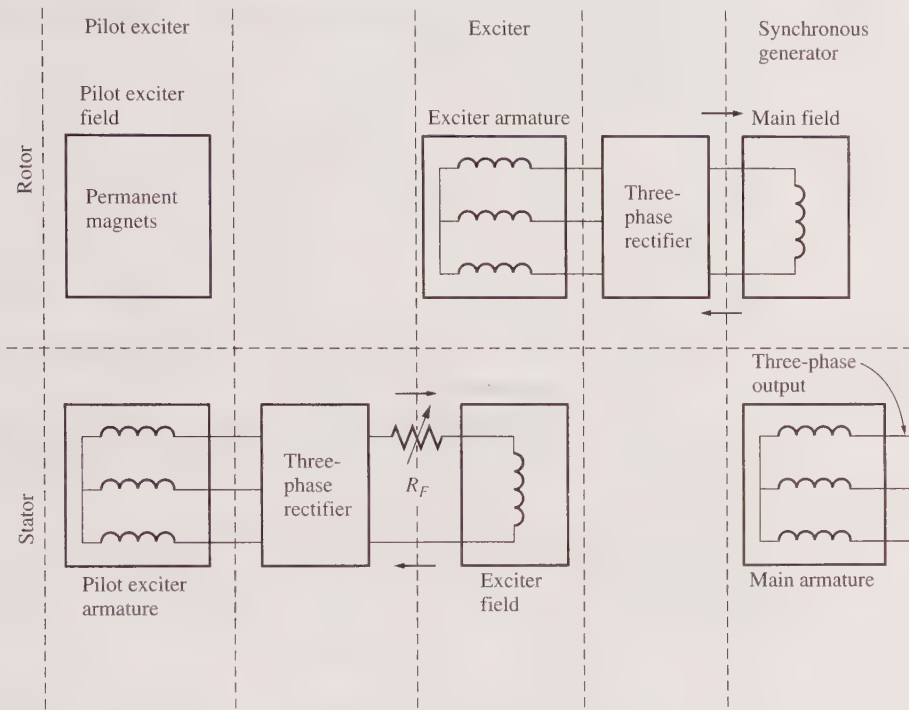 Pilot exciter
Exciter
Synchronous
generator
Rotor
Pilot exciter
field
Permanent
magnets
Exciter armature
Three-
phase
rectifier
Main field
Stator
Three-
phase
rectifier
R_F
Pilot exciter
armature
Exciter
field
Three-phase
output
Main armature